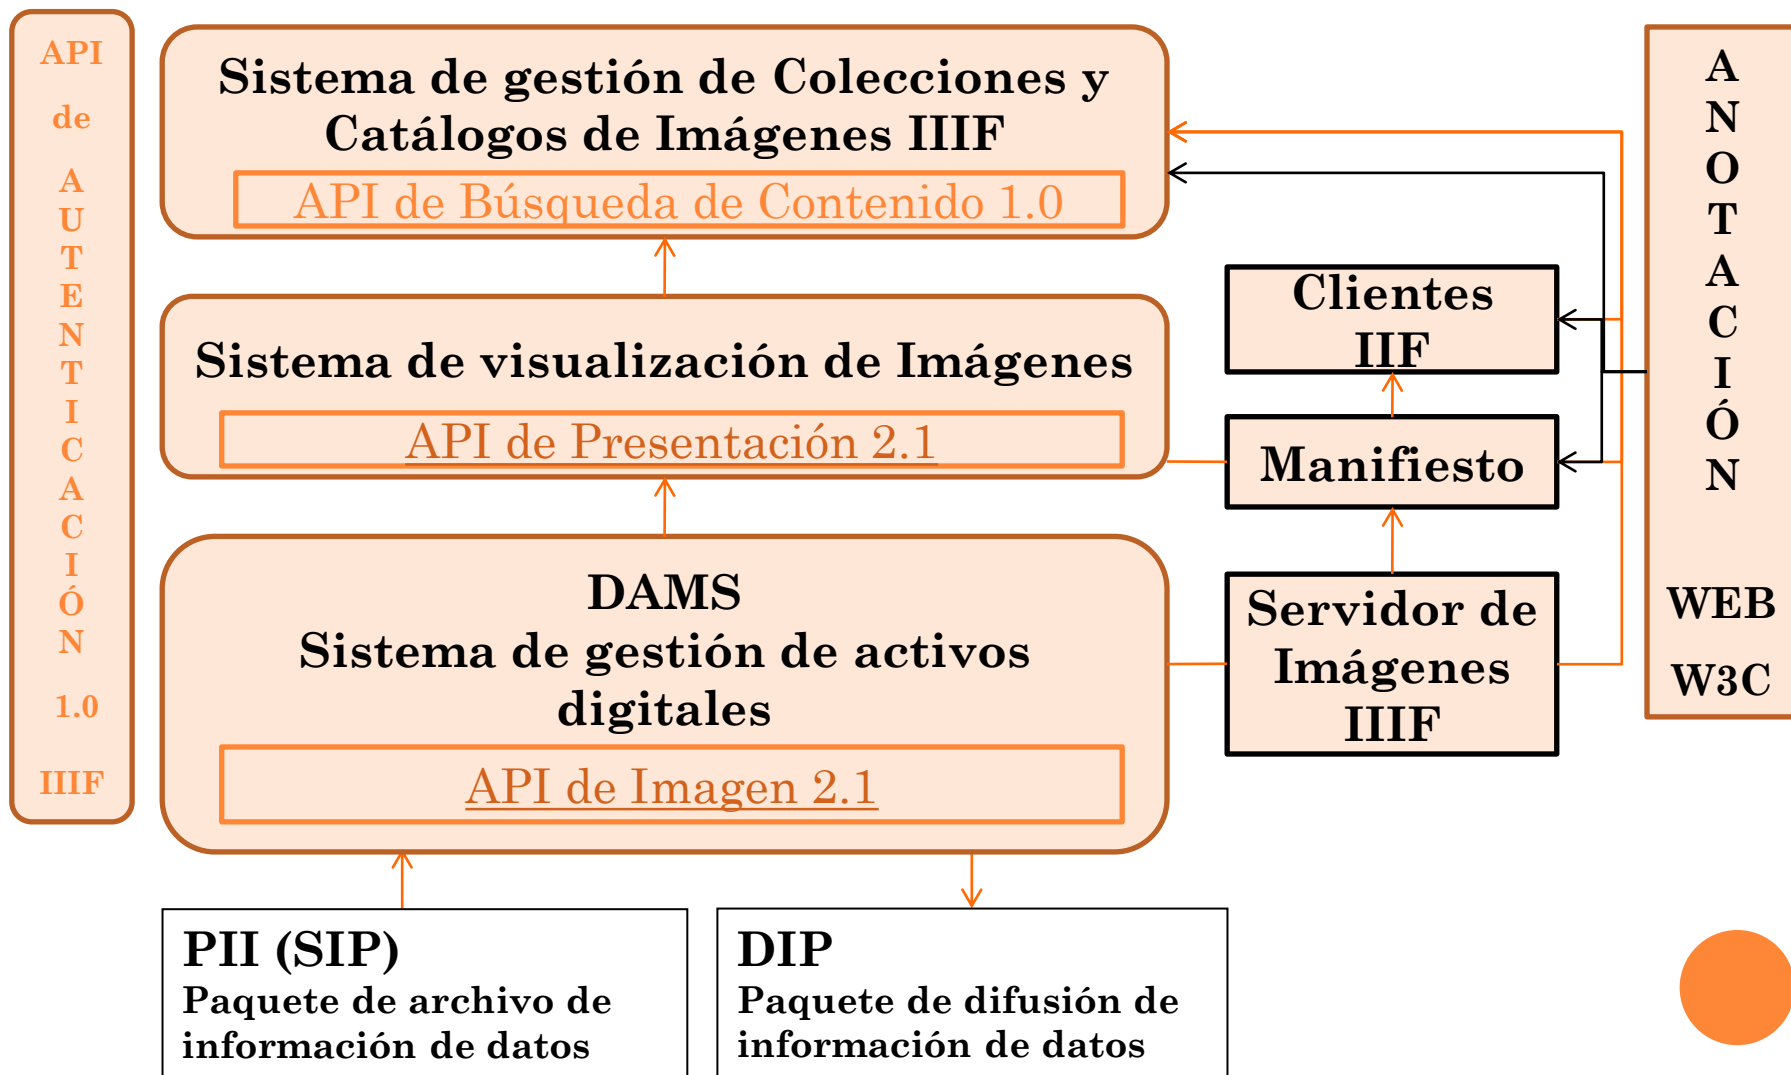 API
de
A
U
T
E
N
T
I
C
A
C
I
Ó
N
1.0
IIIF
Sistema de gestión de Colecciones y
Catálogos de Imágenes IIIF
API de Búsqueda de Contenido 1.0
Sistema de visualización de Imágenes
API de Presentación 2.1
DAMS
Sistema de gestión de activos
digitales
API de Imagen 2.1
PII (SIP)
Paquete de archivo de
información de datos
DIP
Paquete de difusión de
información de datos
Clientes
IIF
Manifiesto
Servidor de
Imágenes
IIIF
A
N
O
T
A
C
I
Ó
N
WEB
W3C